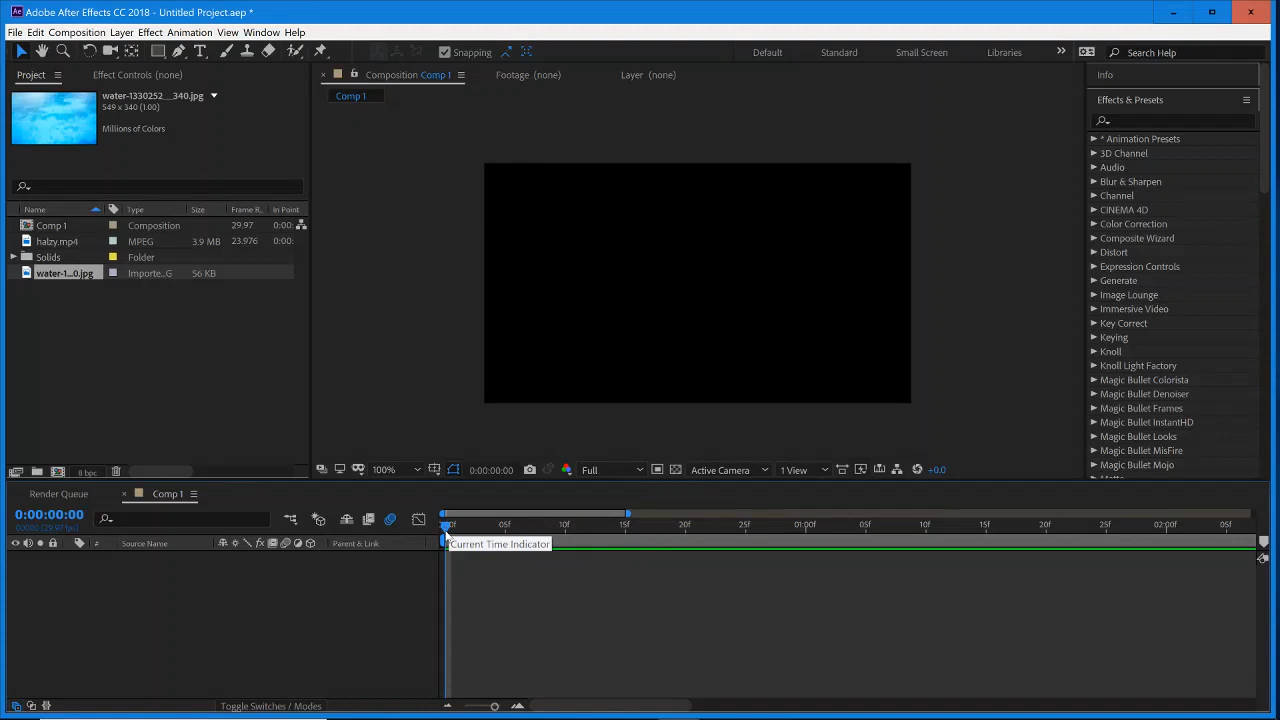 Adobe After Effects CC 2018 - Untitled Project.aep *
File Edit Composition Layer Effect Animation View Window Help
Snapping
Default Standard Small Screen Libraries
Search Help
Project
Effect Controls (none)
Composition Comp 1
Footage (none)
Layer (none)
Info
Comp 1
Effects & Presets
water-1330252__340.jpg
549 x 340 (1.00)
Millions of Colors
Name Type Size Frame R... In Point
Comp 1 Composition 29.97 0:00:
halzy.mp4 MPEG 3.9 MB 23.976 0:00:
Solids Folder
water-1...0.jpg Importe...G 56 KB
* Animation Presets
3D Channel
Audio
Blur & Sharpen
Channel
CINEMA 4D
Color Correction
Composite Wizard
Distort
Expression Controls
Generate
Image Lounge
Immersive Video
Key Correct
Keying
Knoll
Knoll Light Factory
Magic Bullet Colorista
Magic Bullet Denoiser
Magic Bullet Frames
Magic Bullet InstantHD
Magic Bullet Looks
Magic Bullet MisFire
Magic Bullet Mojo
8 bpc
100% 0:00:00:00 Full Active Camera 1 View +0.0
Render Queue
Comp 1
0:00:00:00
00000 (29.97 fps)
05f 10f 15f 20f 01:00f 05f 10f 15f 20f 02:00f 05f
# Source Name Parent & Link
Current Time Indicator
Toggle Switches / Modes